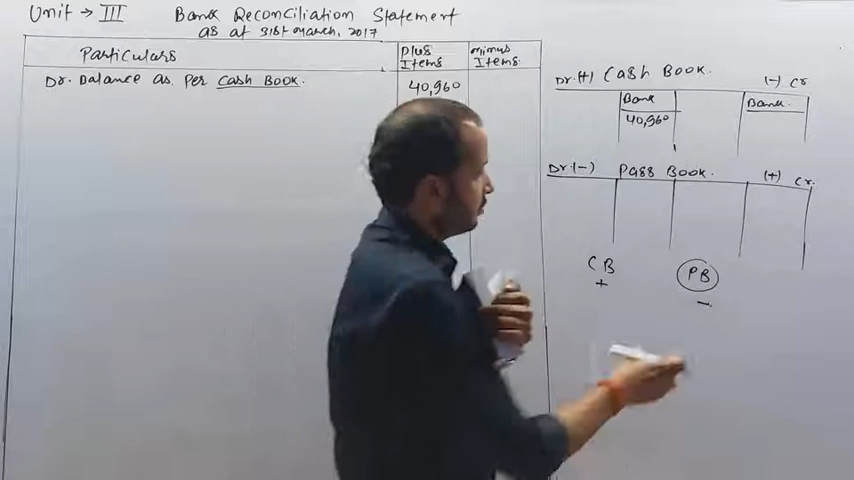 Unit → III Bank Reconciliation Statement
as at 31st March, 2017
Particulars
Plus Items
minus Items
Dr. Balance as per Cash Book.
40,960
Dr. (+) Cash Book. (-) Cr
Bank
40,960
Bank.
Dr. (-) Pass Book. (+) Cr.
CB
+
PB
-